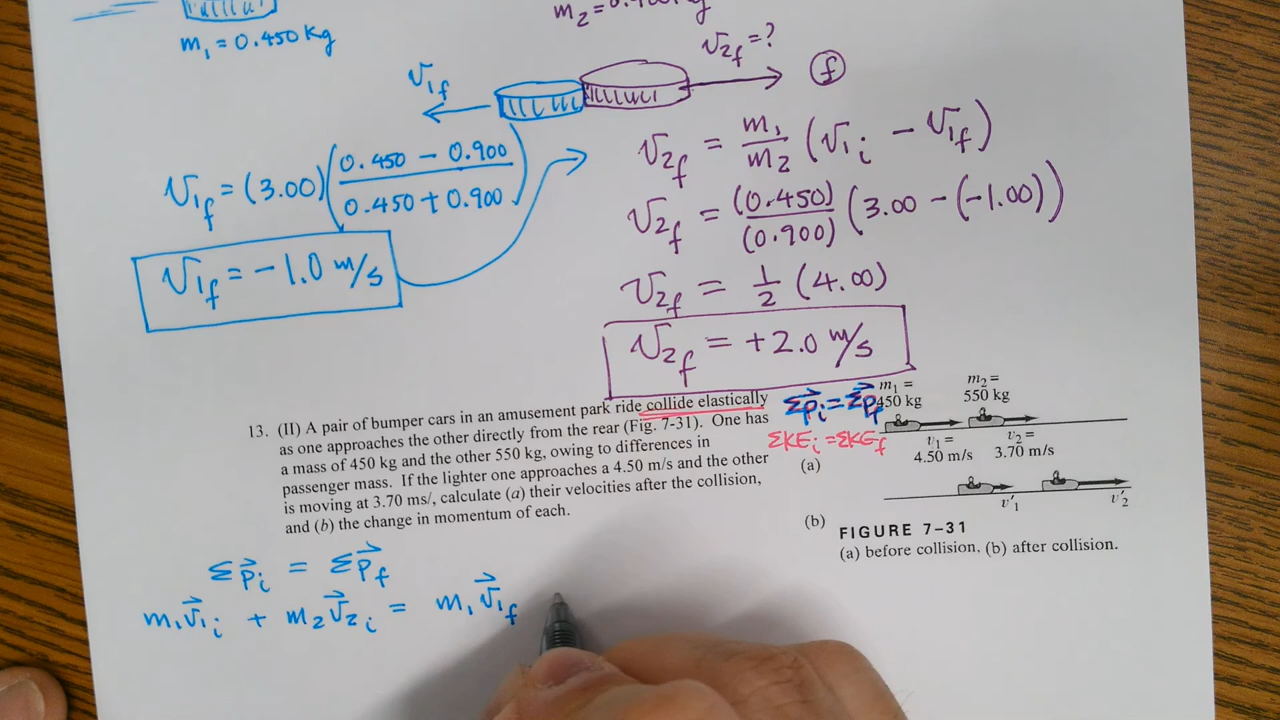 m₁ = 0.450 kg
m₂ =
v₁f
v₂f = ?
f
v₁f = (3.00) ( (0.450 − 0.900) / (0.450 + 0.900) )
v₁f = −1.0 m/s
v₂f = m₁/m₂ (v₁i − v₁f)
v₂f = (0.450)/(0.900) (3.00 − (−1.00))
v₂f = 1/2 (4.00)
v₂f = +2.0 m/s
13. (II) A pair of bumper cars in an amusement park ride collide elastically
as one approaches the other directly from the rear (Fig. 7-31). One has
a mass of 450 kg and the other 550 kg, owing to differences in
passenger mass. If the lighter one approaches a 4.50 m/s and the other
is moving at 3.70 ms/, calculate (a) their velocities after the collision,
and (b) the change in momentum of each.
Σp⃗i = Σp⃗f
ΣKEi = ΣKEf
m₁ =
450 kg
m₂ =
550 kg
v₁ =
4.50 m/s
v₂ =
3.70 m/s
(a)
v′₁
v′₂
(b)
FIGURE 7-31
(a) before collision, (b) after collision.
Σp⃗i = Σp⃗f
m₁v⃗₁i + m₂v⃗₂i = m₁v⃗₁f